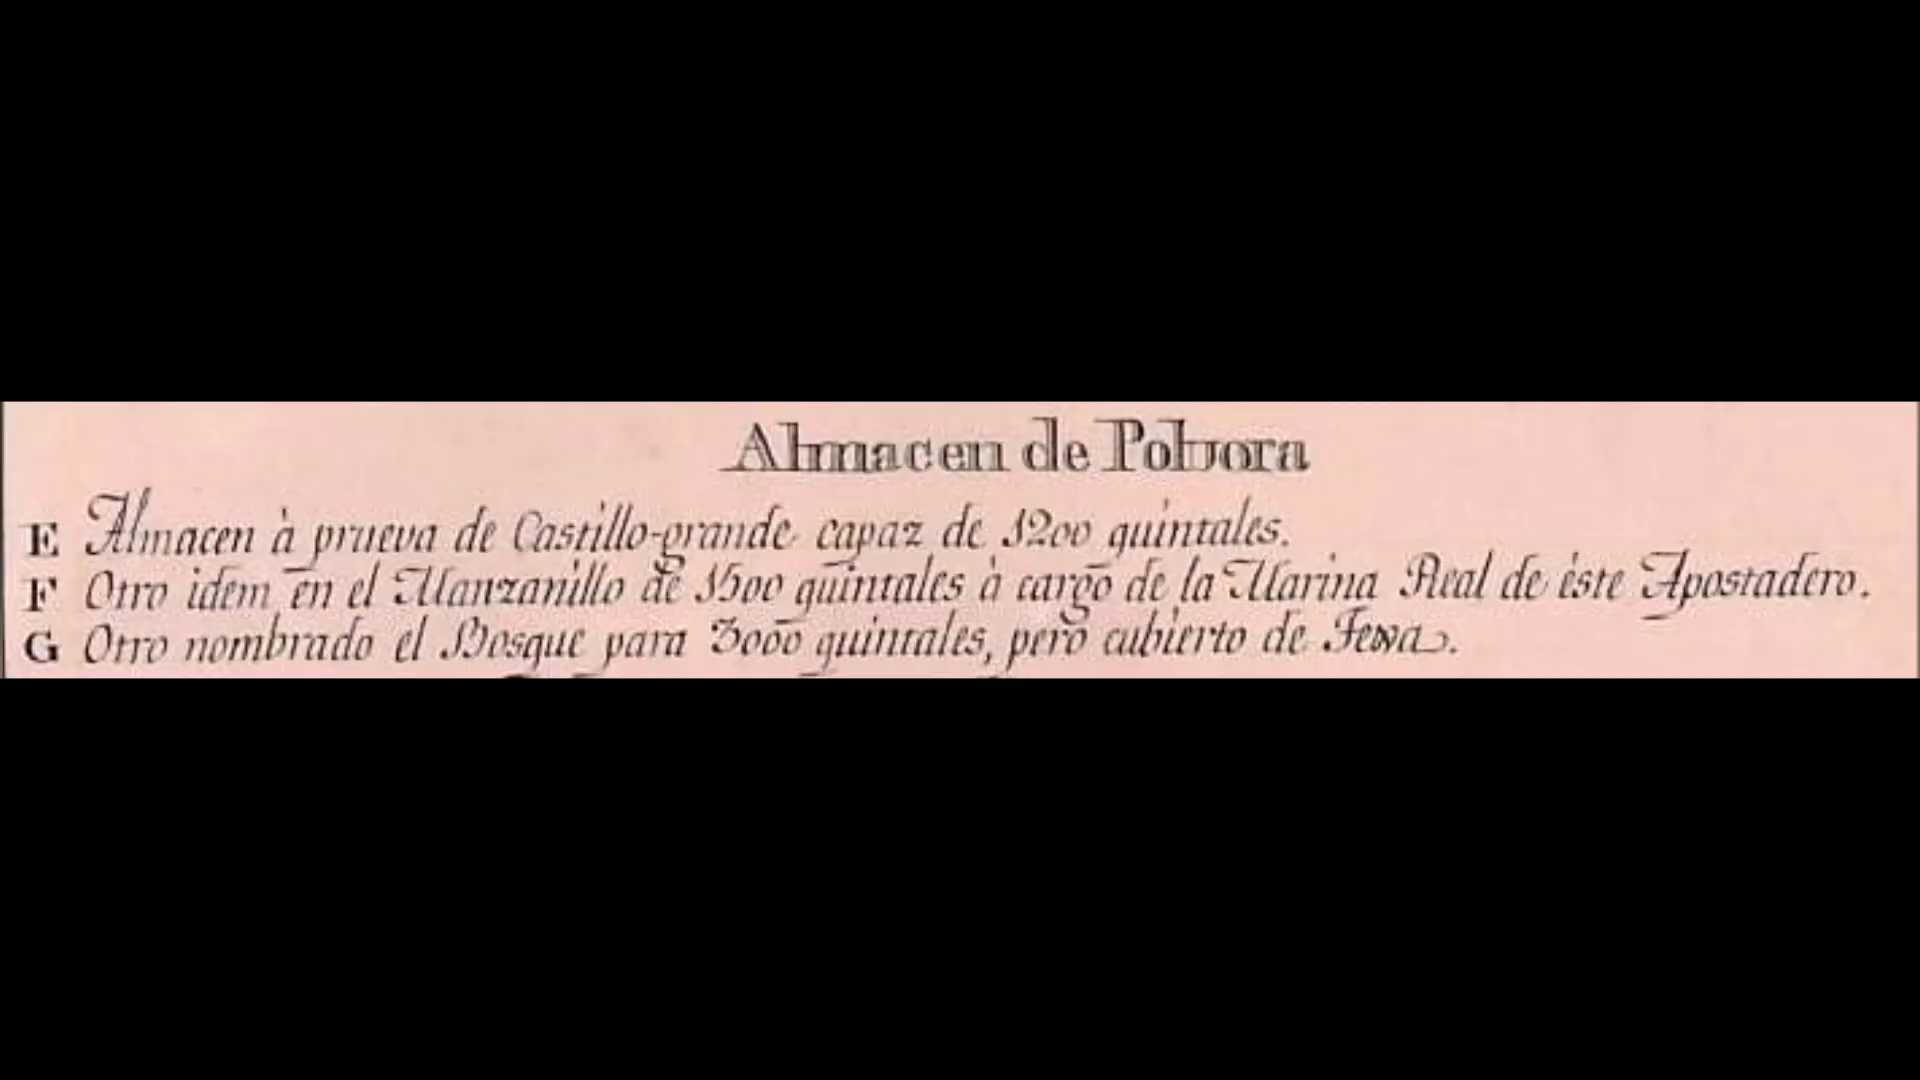 Almacen de Polvora
E Almacen à prueva de Castillo-grande capaz de 1200 quintales.
F Otro idem en el Manzanillo de 1500 quintales à cargo de la Marina Real de éste Apostadero.
G Otro nombrado el Bosque para 3000 quintales, pero cubierto de